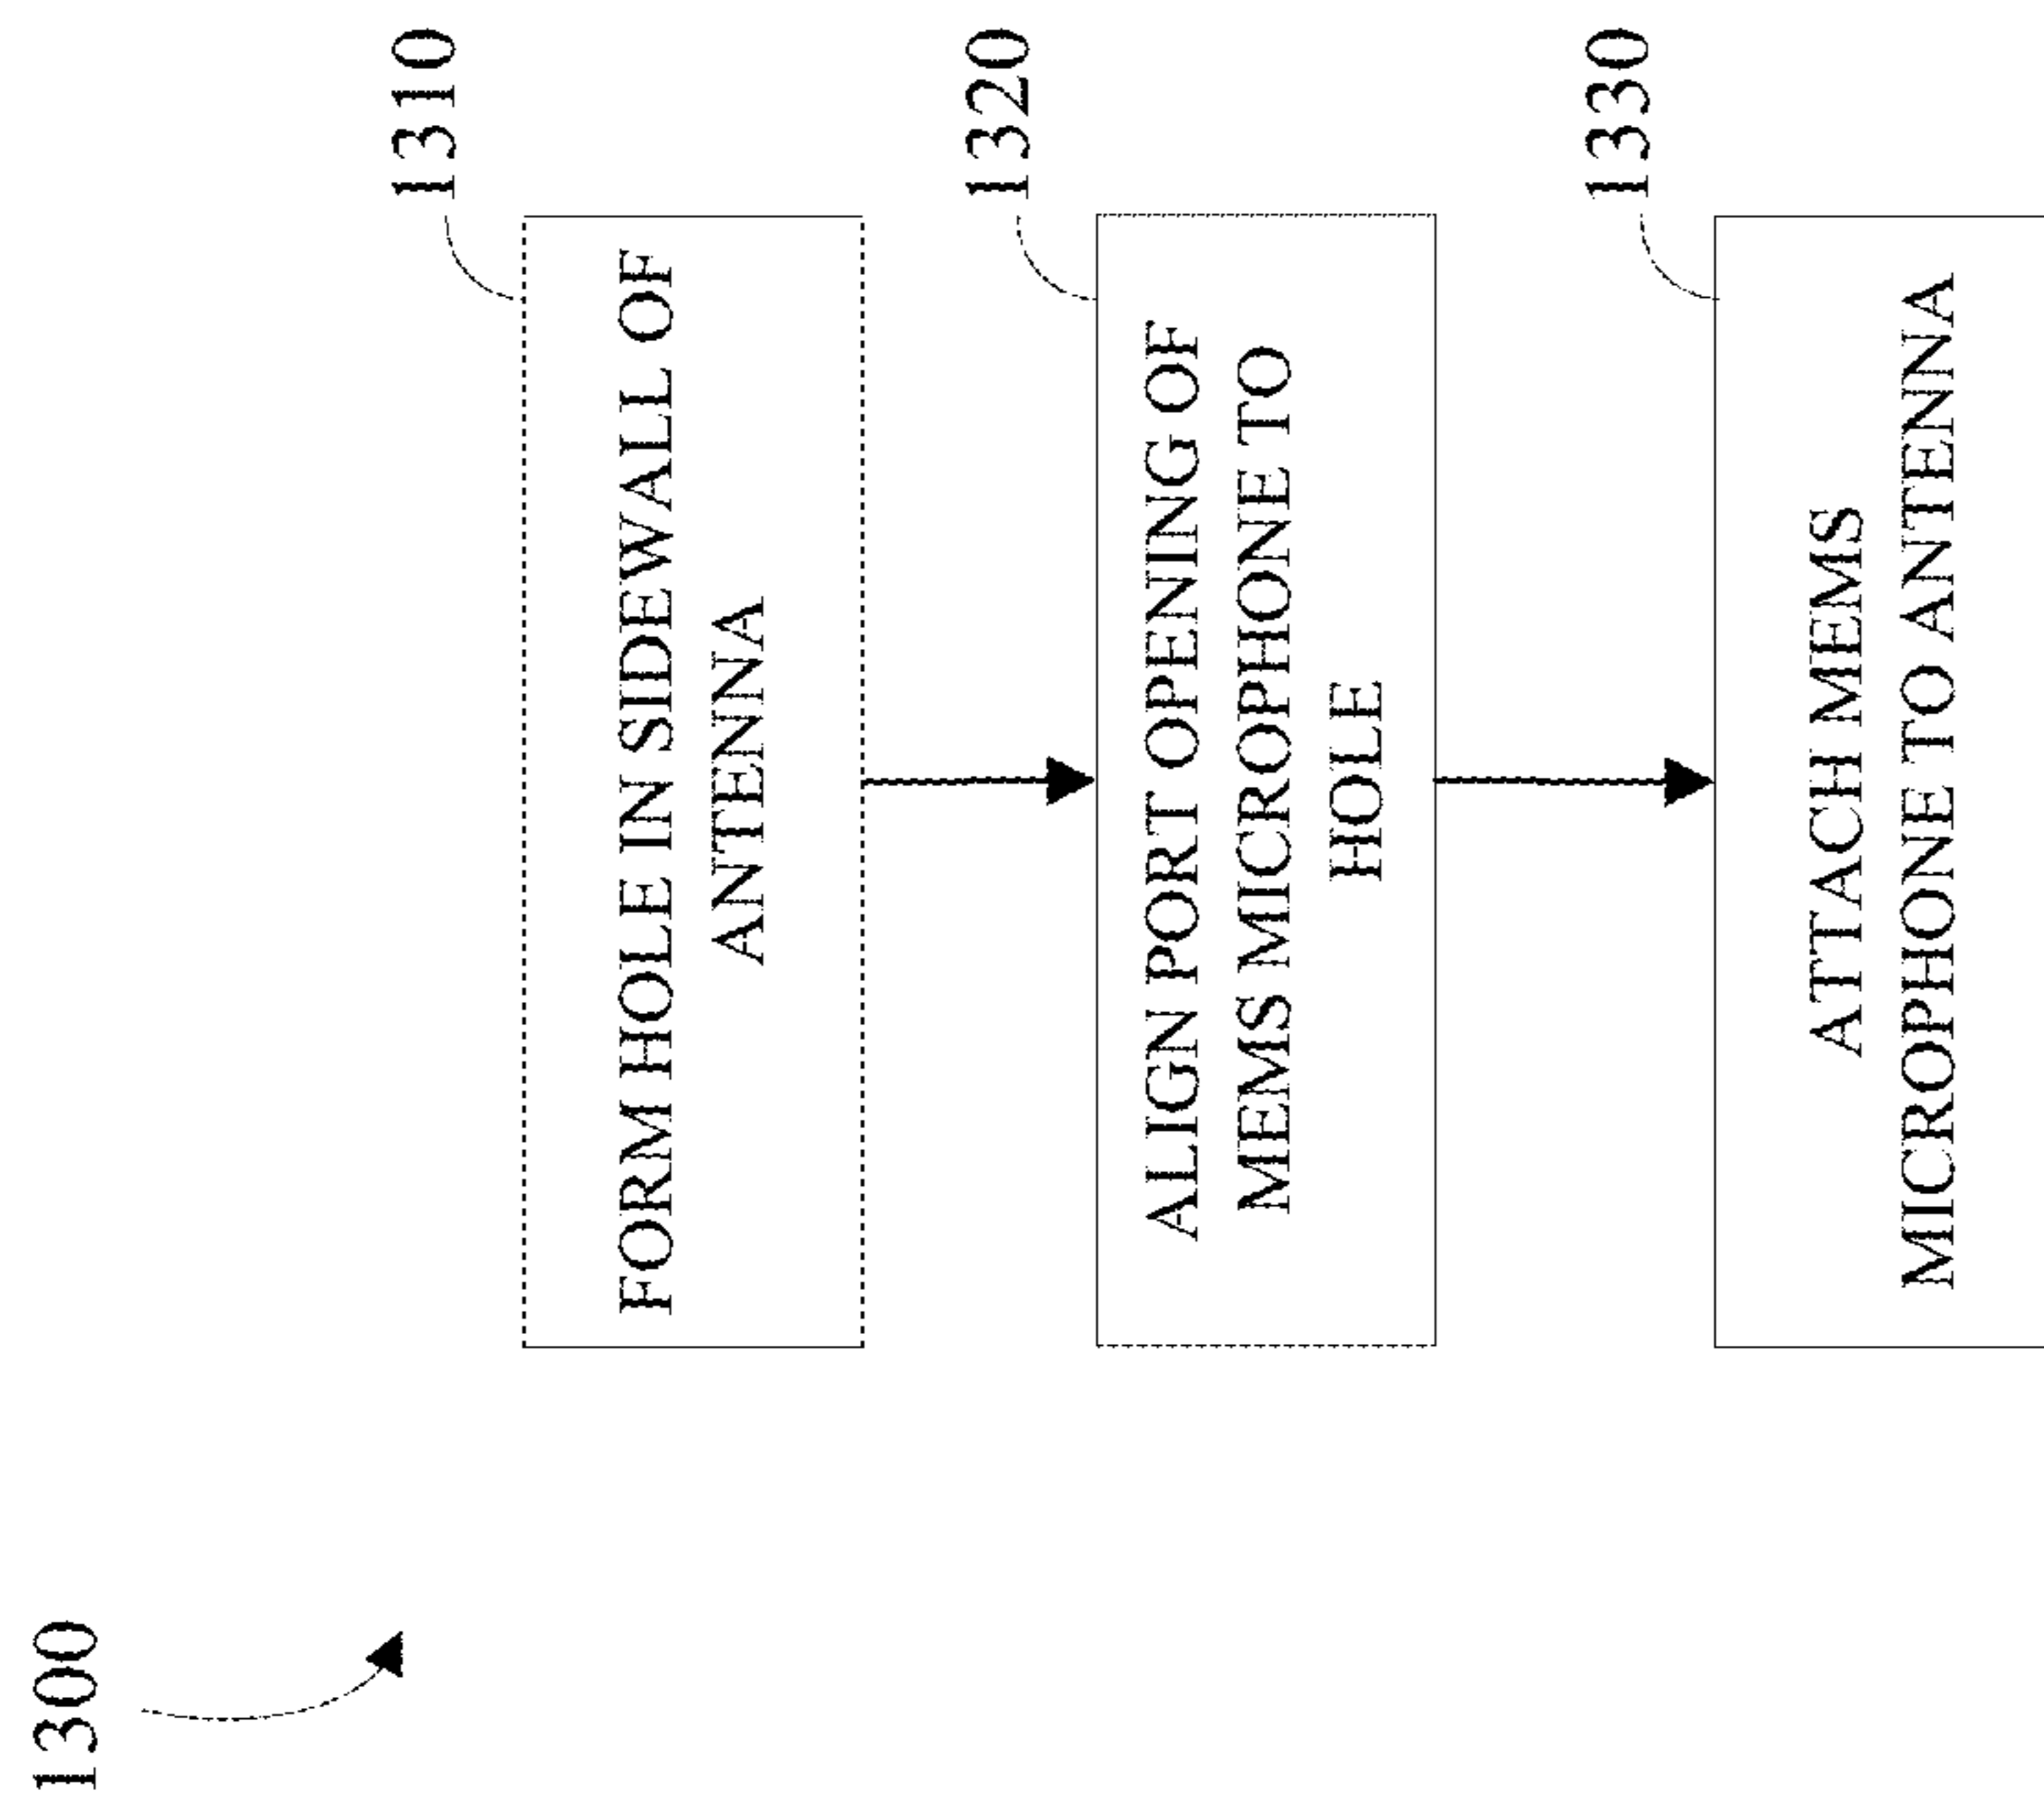 1300
1310
FORM HOLE IN SIDEWALL OF
ANTENNA
1320
ALIGN PORT OPENING OF
MEMS MICROPHONE TO
HOLE
1330
ATTACH MEMS
MICROPHONE TO ANTENNA